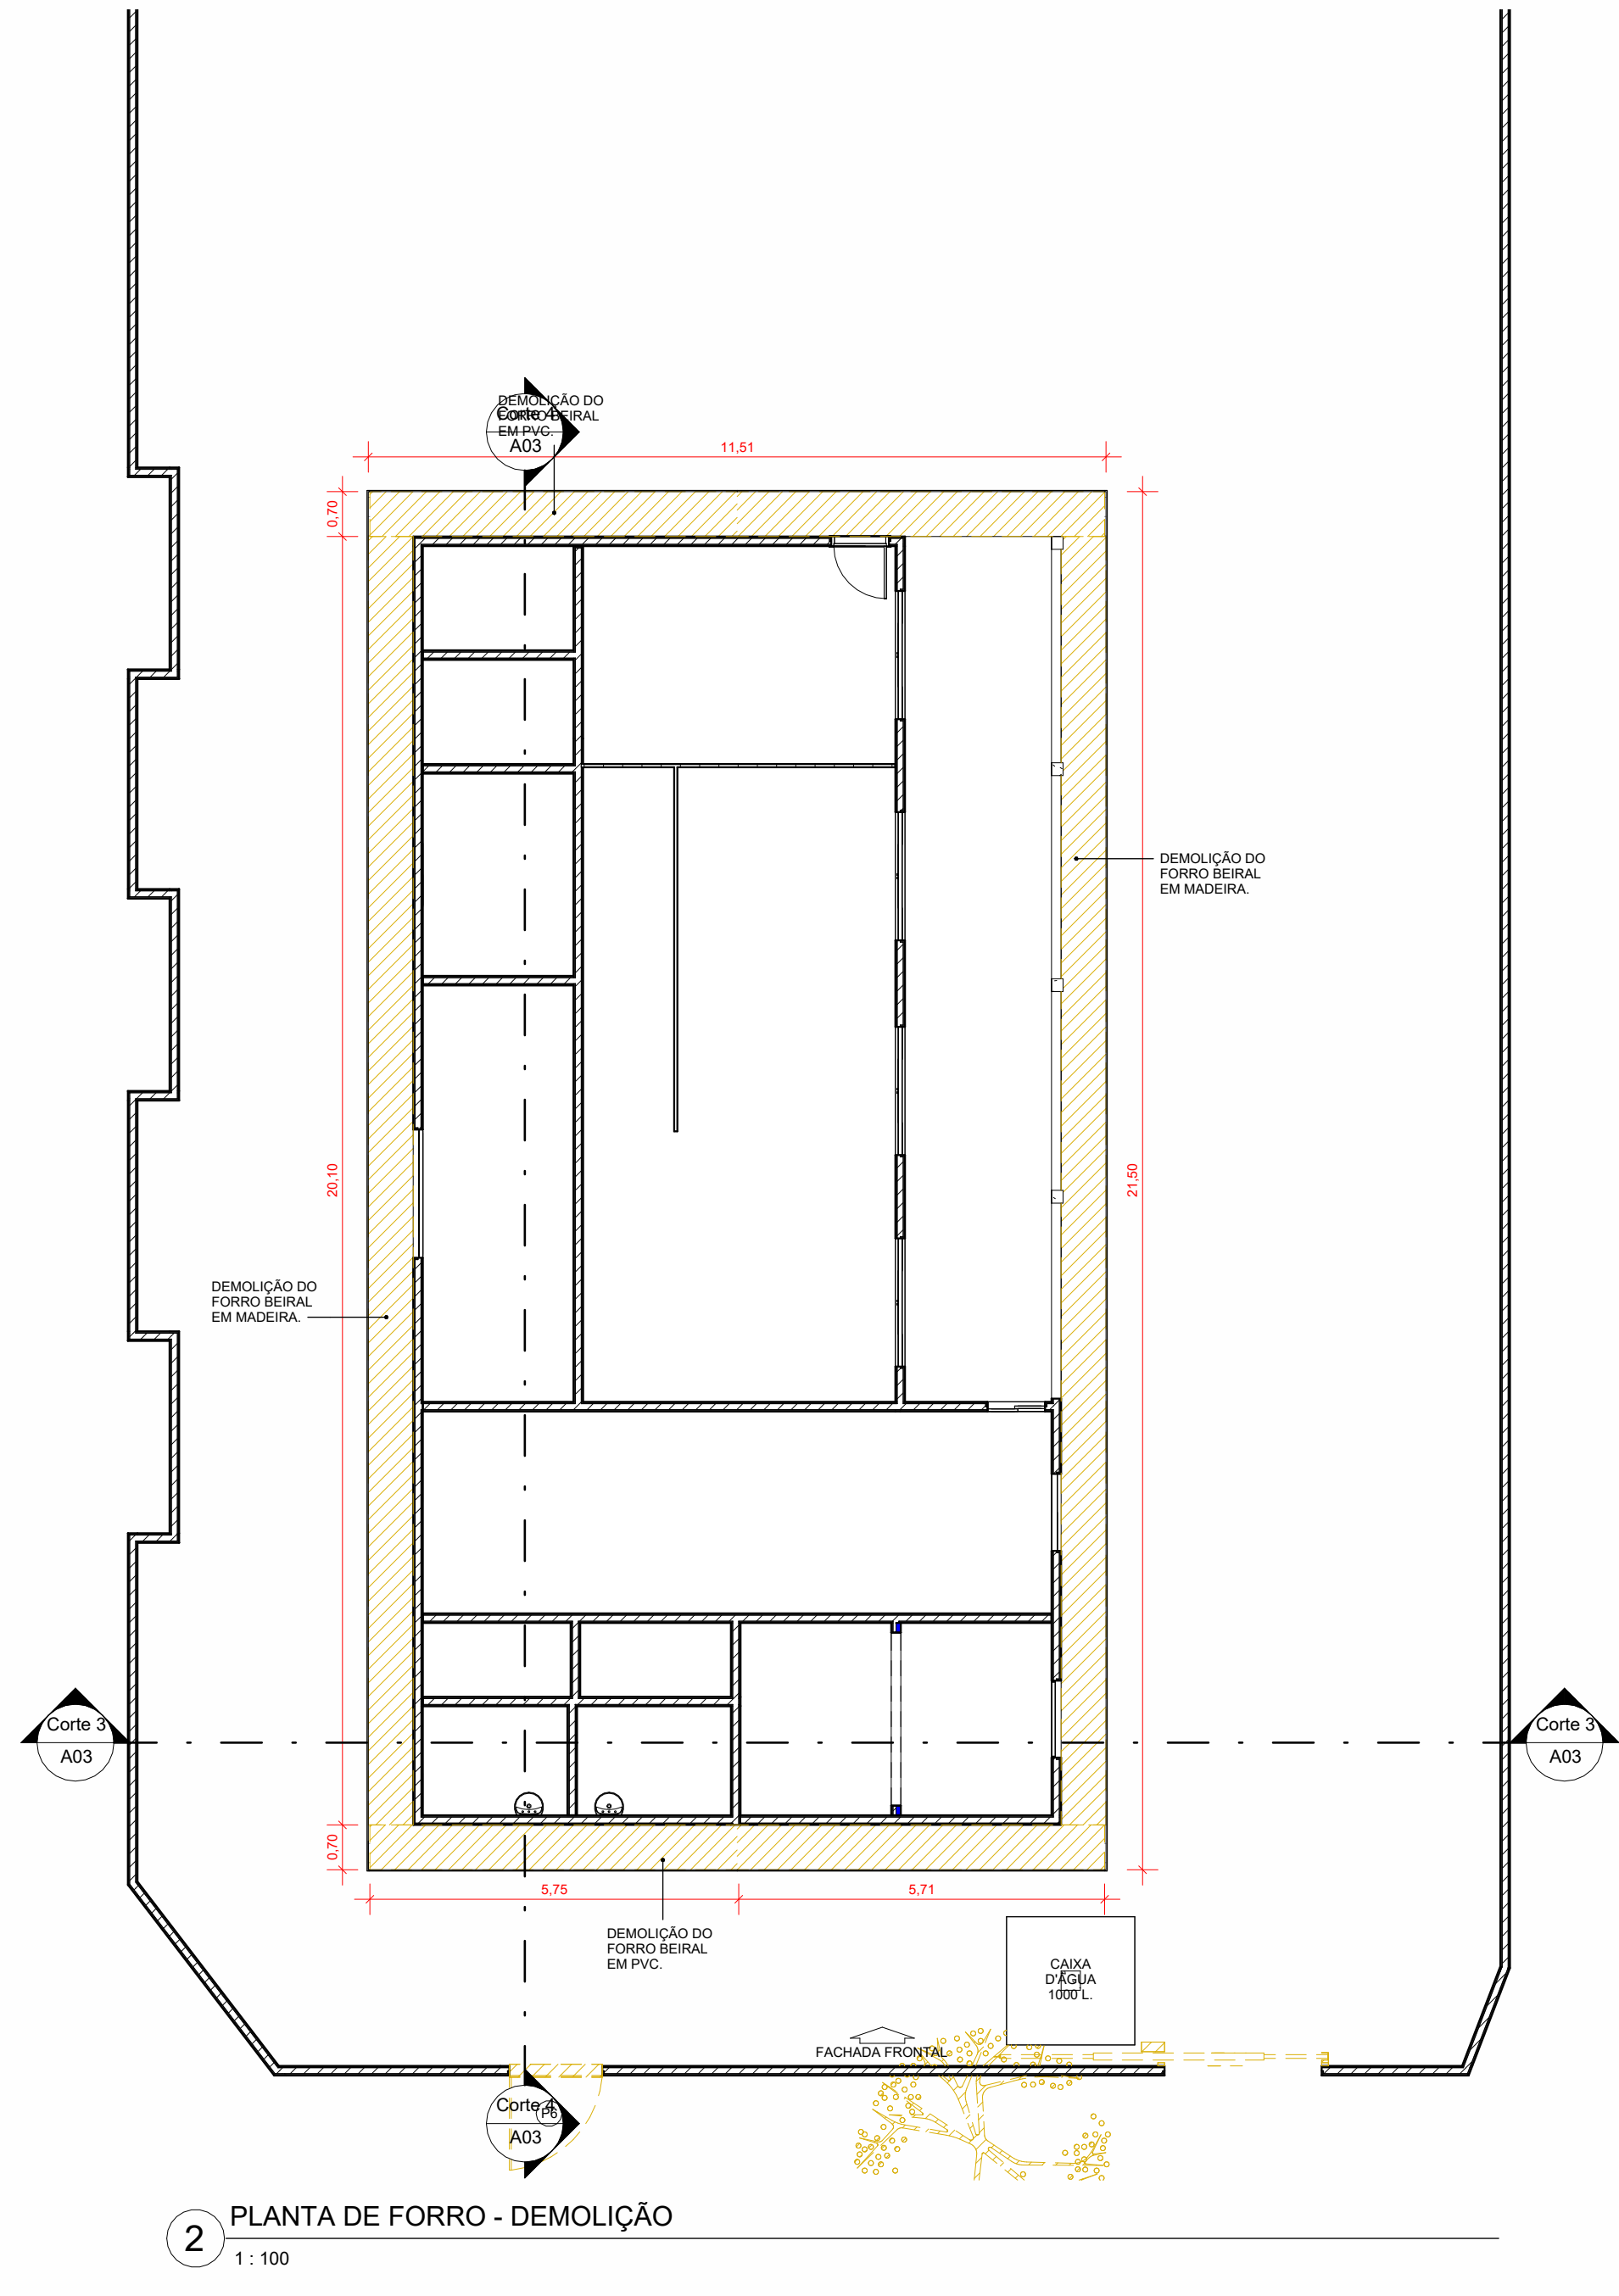 DEMOLIÇÃO DO
FORRO BEIRAL
EM PVC.
Corte 4
A03
11,51
0,70
20,10
21,50
DEMOLIÇÃO DO
FORRO BEIRAL
EM MADEIRA.
DEMOLIÇÃO DO
FORRO BEIRAL
EM MADEIRA.
Corte 3
A03
Corte 3
A03
0,70
5,75
5,71
DEMOLIÇÃO DO
FORRO BEIRAL
EM PVC.
CAIXA
D'ÁGUA
1000 L.
FACHADA FRONTAL
Corte 4
P6
A03
2
PLANTA DE FORRO - DEMOLIÇÃO
1 : 100